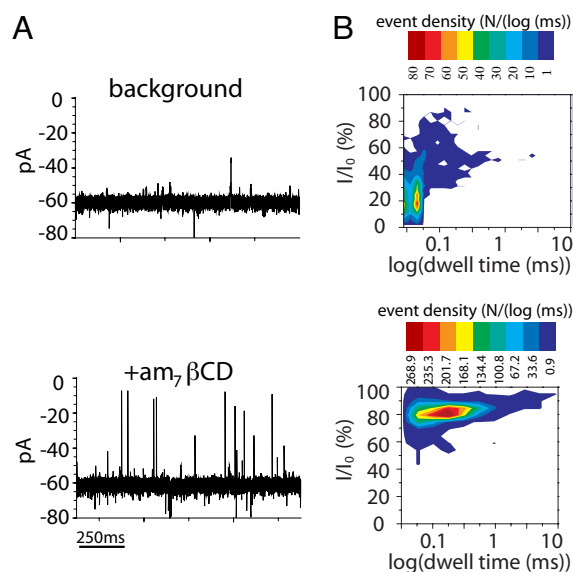 A
background
pA
0
-20
-40
-60
-80
+am7 βCD
pA
0
-20
-40
-60
-80
250ms
B
event density (N/(log (ms))
80 70 60 50 40 30 20 10 1
I/I0 (%)
100
80
60
40
20
0
0.1 1 10
log(dwell time (ms))
event density (N/(log (ms))
268.9 235.3 201.7 168.1 134.4 100.8 67.2 33.6 0.9
I/I0 (%)
100
80
60
40
20
0
0.1 1 10
log(dwell time (ms))